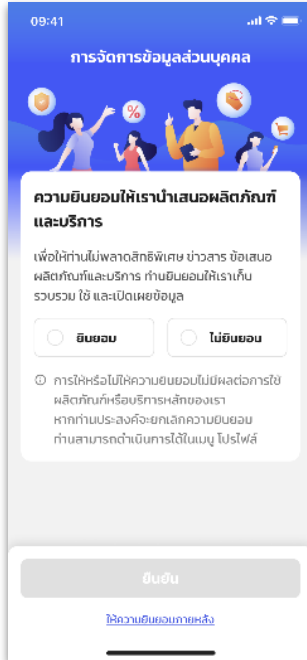 09:41
การจัดการข้อมูลส่วนบุคคล
%
ความยินยอมให้เรานำเสนอผลิตภัณฑ์
และบริการ
เพื่อให้ท่านไม่พลาดสิทธิพิเศษ ข่าวสาร ข้อเสนอ
ผลิตภัณฑ์และบริการ ท่านยินยอมให้เราเก็บ
รวบรวม ใช้ และเปิดเผยข้อมูล
ยินยอม
ไม่ยินยอม
การให้หรือไม่ให้ความยินยอมไม่มีผลต่อการใช้
ผลิตภัณฑ์หรือบริการหลักของเรา
หากท่านประสงค์จะยกเลิกความยินยอม
ท่านสามารถดำเนินการได้ในเมนู โปรไฟล์
ยืนยัน
ให้ความยินยอมภายหลัง